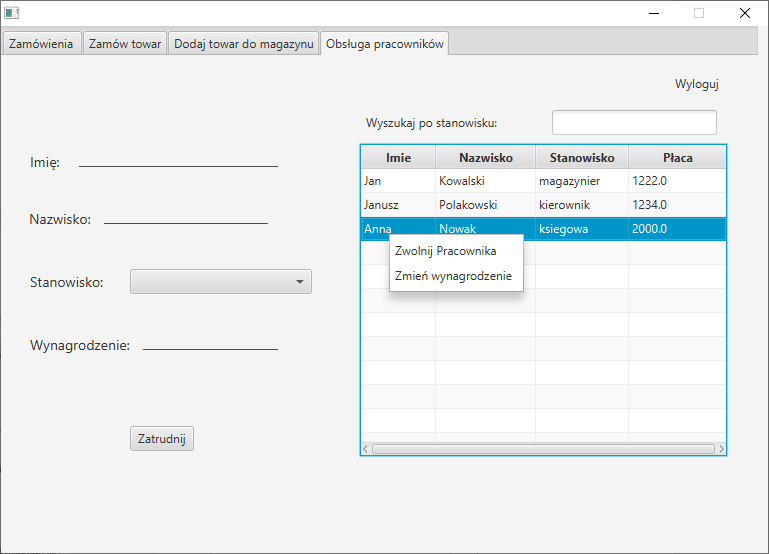 Zamówienia
Zamów towar
Dodaj towar do magazynu
Obsługa pracowników
Wyloguj
Wyszukaj po stanowisku:
Imię:
Nazwisko:
Stanowisko:
Wynagrodzenie:
Zatrudnij
Imie Nazwisko Stanowisko Płaca
Jan Kowalski magazynier 1222.0
Janusz Polakowski kierownik 1234.0
Anna Nowak ksiegowa 2000.0
Zwolnij Pracownika
Zmień wynagrodzenie